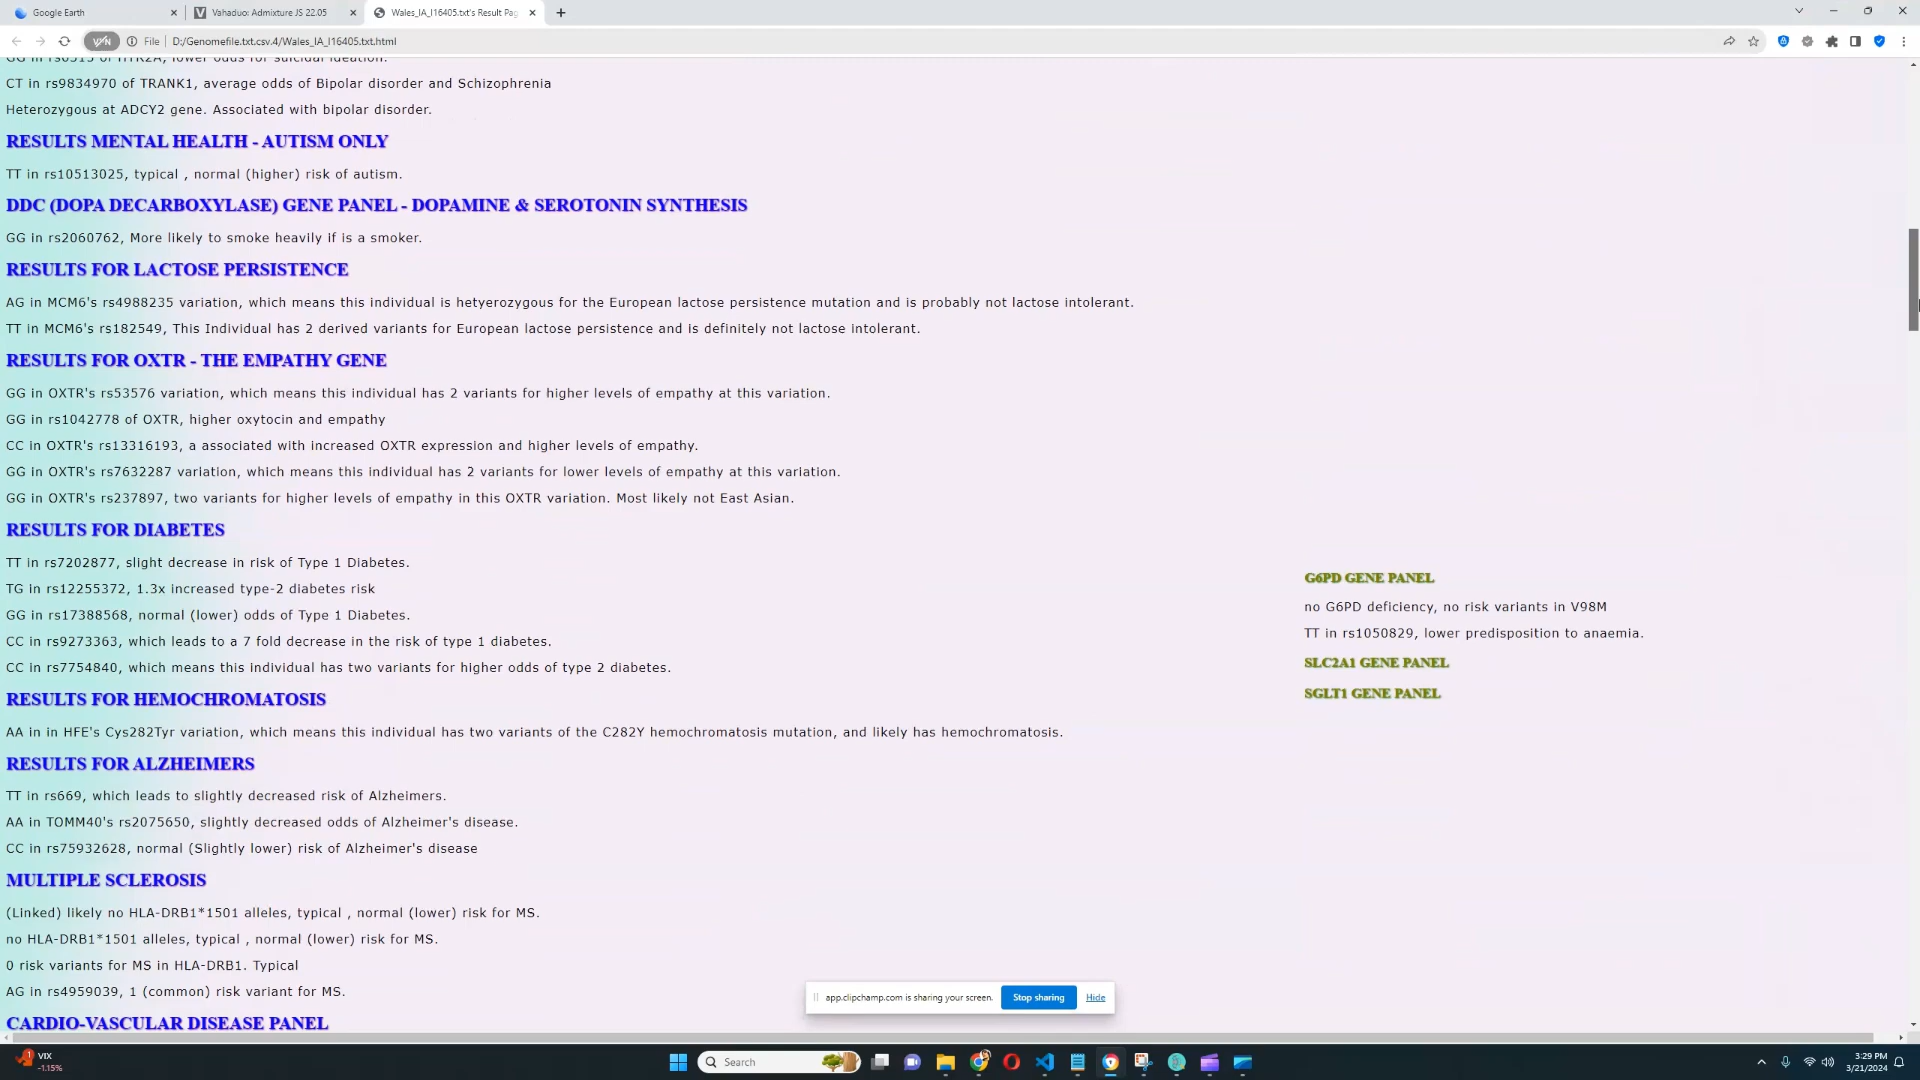 Google Earth
Vahaduo: Admixture JS 22.05
Wales_IA_I16405.txt's Result Pag
VPN
File
D:/Genomefile.txt.csv.4/Wales_IA_I16405.txt.html
GG in rs6313 of HTR2A, lower odds for suicidal ideation.
CT in rs9834970 of TRANK1, average odds of Bipolar disorder and Schizophrenia
Heterozygous at ADCY2 gene. Associated with bipolar disorder.
RESULTS MENTAL HEALTH - AUTISM ONLY
TT in rs10513025, typical , normal (higher) risk of autism.
DDC (DOPA DECARBOXYLASE) GENE PANEL - DOPAMINE & SEROTONIN SYNTHESIS
GG in rs2060762, More likely to smoke heavily if is a smoker.
RESULTS FOR LACTOSE PERSISTENCE
AG in MCM6's rs4988235 variation, which means this individual is hetyerozygous for the European lactose persistence mutation and is probably not lactose intolerant.
TT in MCM6's rs182549, This Individual has 2 derived variants for European lactose persistence and is definitely not lactose intolerant.
RESULTS FOR OXTR - THE EMPATHY GENE
GG in OXTR's rs53576 variation, which means this individual has 2 variants for higher levels of empathy at this variation.
GG in rs1042778 of OXTR, higher oxytocin and empathy
CC in OXTR's rs13316193, a associated with increased OXTR expression and higher levels of empathy.
GG in OXTR's rs7632287 variation, which means this individual has 2 variants for lower levels of empathy at this variation.
GG in OXTR's rs237897, two variants for higher levels of empathy in this OXTR variation. Most likely not East Asian.
RESULTS FOR DIABETES
TT in rs7202877, slight decrease in risk of Type 1 Diabetes.
TG in rs12255372, 1.3x increased type-2 diabetes risk
GG in rs17388568, normal (lower) odds of Type 1 Diabetes.
CC in rs9273363, which leads to a 7 fold decrease in the risk of type 1 diabetes.
CC in rs7754840, which means this individual has two variants for higher odds of type 2 diabetes.
RESULTS FOR HEMOCHROMATOSIS
AA in in HFE's Cys282Tyr variation, which means this individual has two variants of the C282Y hemochromatosis mutation, and likely has hemochromatosis.
RESULTS FOR ALZHEIMERS
TT in rs669, which leads to slightly decreased risk of Alzheimers.
AA in TOMM40's rs2075650, slightly decreased odds of Alzheimer's disease.
CC in rs75932628, normal (Slightly lower) risk of Alzheimer's disease
MULTIPLE SCLEROSIS
(Linked) likely no HLA-DRB1*1501 alleles, typical , normal (lower) risk for MS.
no HLA-DRB1*1501 alleles, typical , normal (lower) risk for MS.
0 risk variants for MS in HLA-DRB1. Typical
AG in rs4959039, 1 (common) risk variant for MS.
CARDIO-VASCULAR DISEASE PANEL
G6PD GENE PANEL
no G6PD deficiency, no risk variants in V98M
TT in rs1050829, lower predisposition to anaemia.
SLC2A1 GENE PANEL
SGLT1 GENE PANEL
app.clipchamp.com is sharing your screen.
Stop sharing
Hide
1
VIX
-1.15%
Search
3:29 PM
3/21/2024